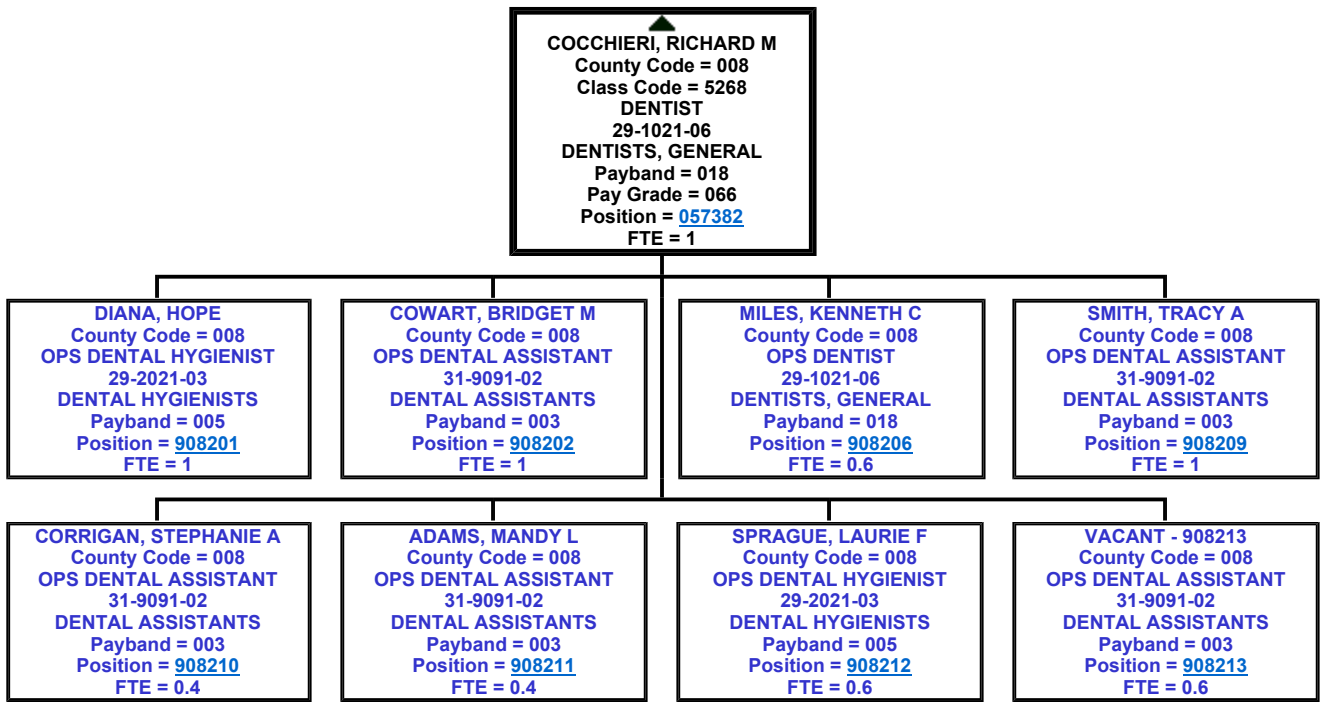 COCCHIERI, RICHARD M
County Code = 008
Class Code = 5268
DENTIST
29-1021-06
DENTISTS, GENERAL
Payband = 018
Pay Grade = 066
Position = 057382
FTE = 1
DIANA, HOPE
County Code = 008
OPS DENTAL HYGIENIST
29-2021-03
DENTAL HYGIENISTS
Payband = 005
Position = 908201
FTE = 1
COWART, BRIDGET M
County Code = 008
OPS DENTAL ASSISTANT
31-9091-02
DENTAL ASSISTANTS
Payband = 003
Position = 908202
FTE = 1
MILES, KENNETH C
County Code = 008
OPS DENTIST
29-1021-06
DENTISTS, GENERAL
Payband = 018
Position = 908206
FTE = 0.6
SMITH, TRACY A
County Code = 008
OPS DENTAL ASSISTANT
31-9091-02
DENTAL ASSISTANTS
Payband = 003
Position = 908209
FTE = 1
CORRIGAN, STEPHANIE A
County Code = 008
OPS DENTAL ASSISTANT
31-9091-02
DENTAL ASSISTANTS
Payband = 003
Position = 908210
FTE = 0.4
ADAMS, MANDY L
County Code = 008
OPS DENTAL ASSISTANT
31-9091-02
DENTAL ASSISTANTS
Payband = 003
Position = 908211
FTE = 0.4
SPRAGUE, LAURIE F
County Code = 008
OPS DENTAL HYGIENIST
29-2021-03
DENTAL HYGIENISTS
Payband = 005
Position = 908212
FTE = 0.6
VACANT - 908213
County Code = 008
OPS DENTAL ASSISTANT
31-9091-02
DENTAL ASSISTANTS
Payband = 003
Position = 908213
FTE = 0.6